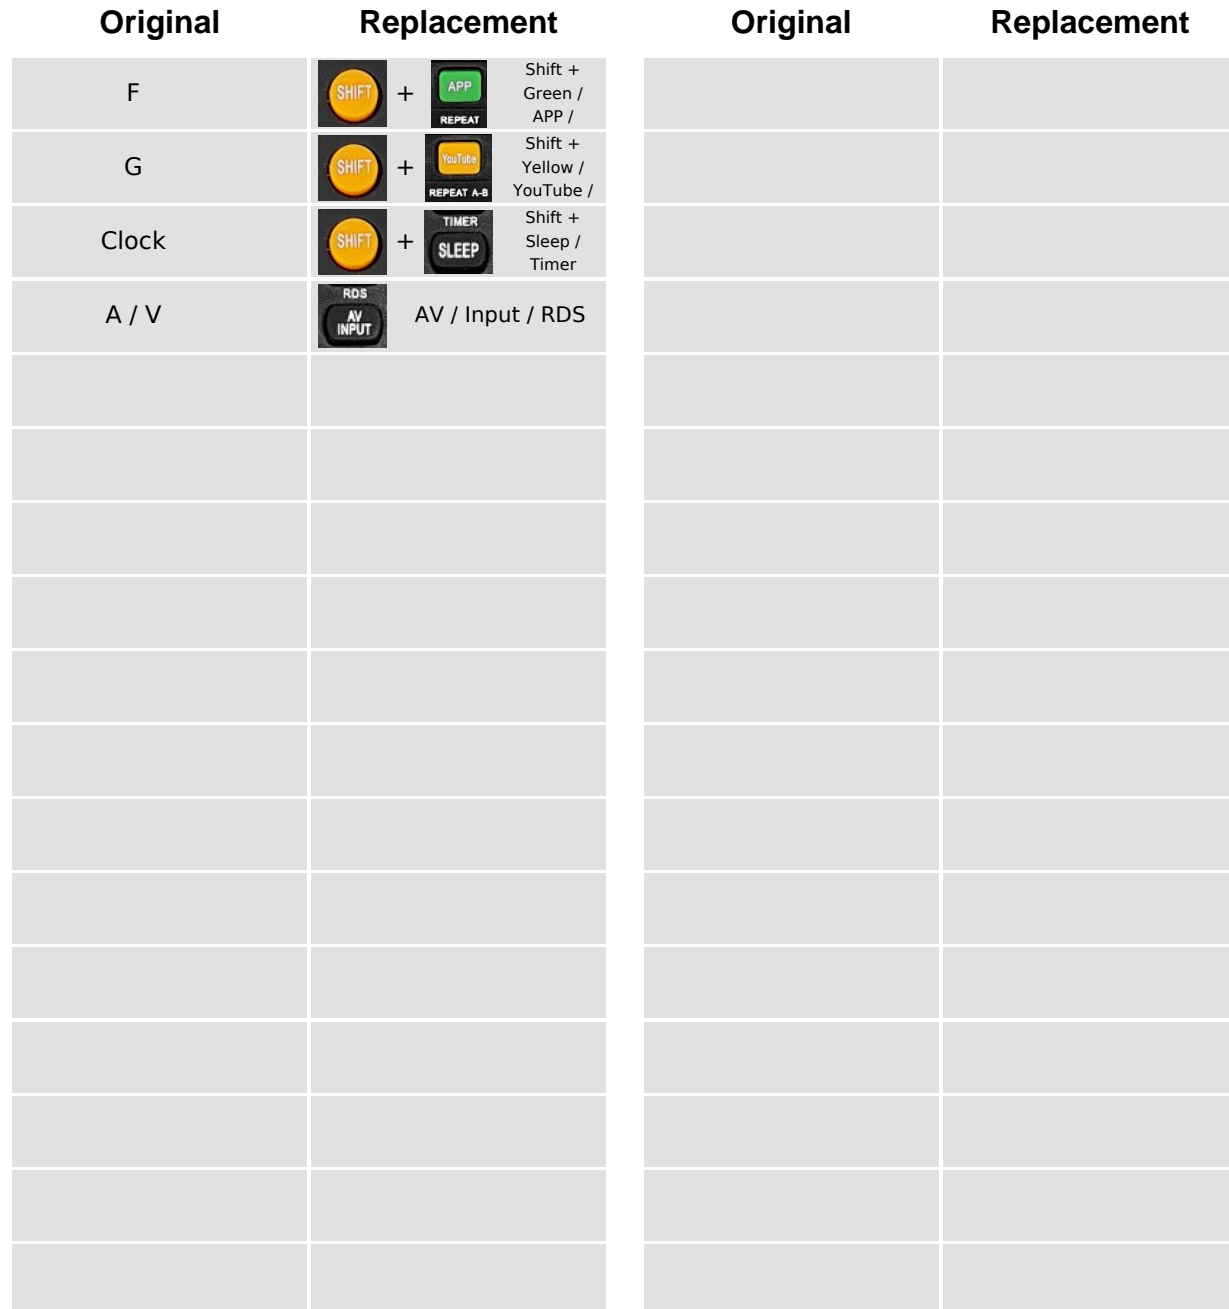 Original Replacement Original Replacement
F SHIFT + APP REPEAT Shift +
Green /
APP /
G SHIFT + YouTube REPEAT A-B Shift +
Yellow /
YouTube /
Clock SHIFT + TIMER SLEEP Shift +
Sleep /
Timer
A / V RDS AV INPUT AV / Input / RDS